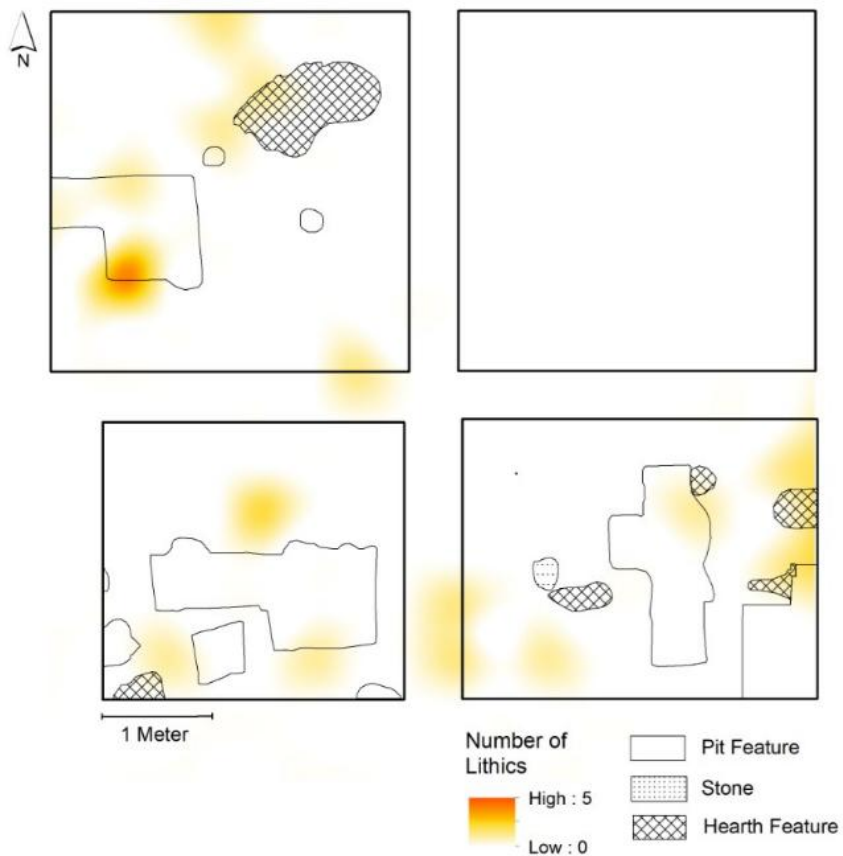 N
1 Meter
Number of
Lithics
High : 5
Low : 0
Pit Feature
Stone
Hearth Feature